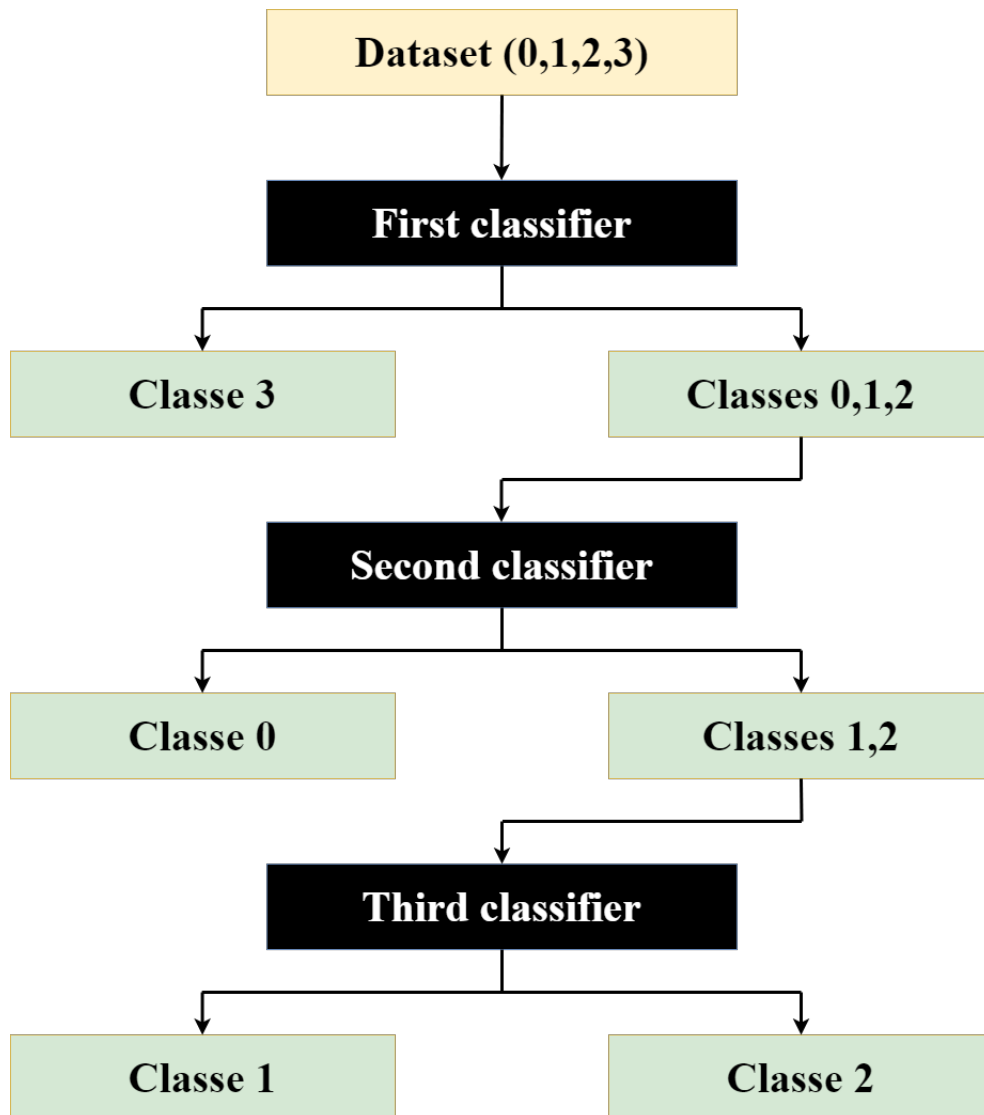 Dataset (0,1,2,3)
First classifier
Classe 3
Classes 0,1,2
Second classifier
Classe 0
Classes 1,2
Third classifier
Classe 1
Classe 2